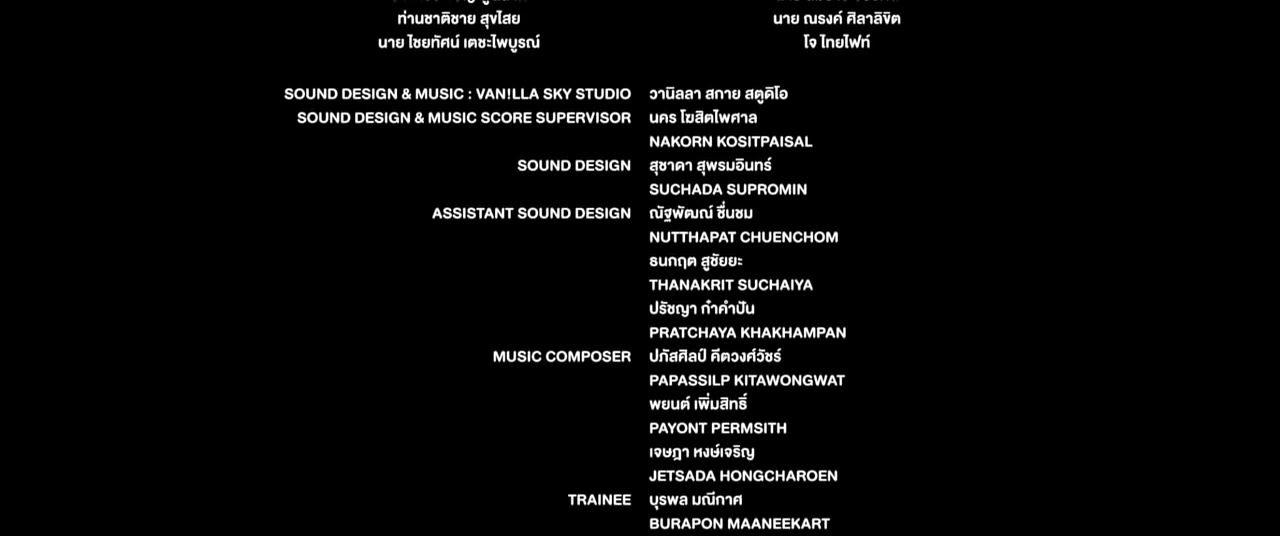 ท่านชาติชาย สุขไสย
นาย ณรงค์ ศิลาลิขิต
นาย ไชยทัศน์ เตชะไพบูรณ์
โจ ไทยไฟท์
SOUND DESIGN & MUSIC : VAN!LLA SKY STUDIO วานิลลา สกาย สตูดิโอ
SOUND DESIGN & MUSIC SCORE SUPERVISOR นคร โฆสิตไพศาล
NAKORN KOSITPAISAL
SOUND DESIGN สุชาดา สุพรมอินทร์
SUCHADA SUPROMIN
ASSISTANT SOUND DESIGN ณัฐพัฒณ์ ชื่นชม
NUTTHAPAT CHUENCHOM
ธนกฤต สูชัยยะ
THANAKRIT SUCHAIYA
ปรัชญา ก๋าคำปัน
PRATCHAYA KHAKHAMPAN
MUSIC COMPOSER ปภัสศิลป์ คีตวงศ์วัชร์
PAPASSILP KITAWONGWAT
พยนต์ เพิ่มสิทธิ์
PAYONT PERMSITH
เจษฎา หงษ์เจริญ
JETSADA HONGCHAROEN
TRAINEE บุรพล มณีกาศ
BURAPON MAANEEKART